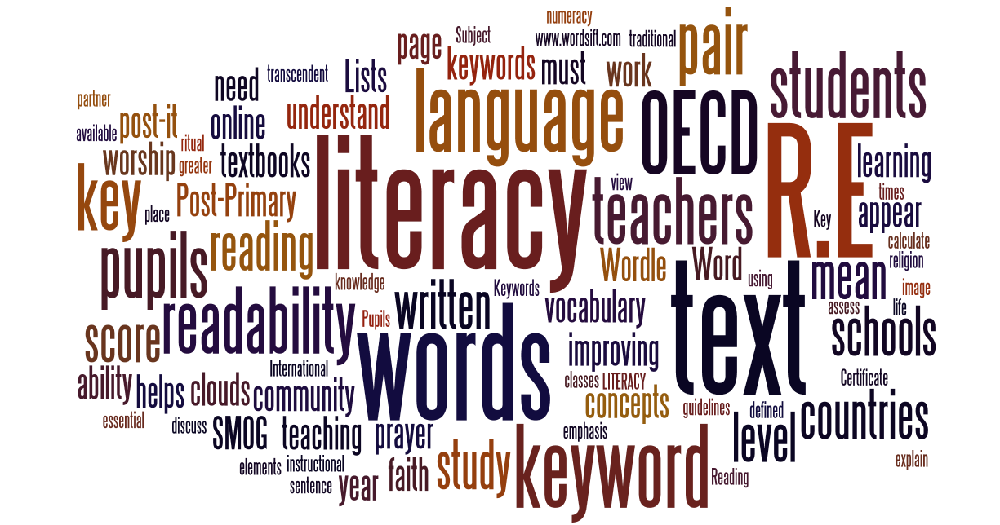 numeracy
page
Subject
www.wordsift.com
traditional
pair
keywords
must
work
students
need
transcendent
Lists
language
OECD
partner
post-it
online
understand
available
ritual
worship
greater
textbooks
literacy
R.E
learning
key
place
Post-Primary
view
teachers
times
Key
appear
pupils
reading
calculate
religion
Wordle
Word
using
mean
image
knowledge
written
Keywords
vocabulary
text
assess
life
score
readability
Pupils
words
improving
schools
ability
helps
clouds
International
community
classes
LITERACY
concepts
guidelines
defined
Certificate
countries
essential
discuss
SMOG
teaching
prayer
emphasis
level
elements
instructional
sentence
year
faith
study
keyword
Reading
explain